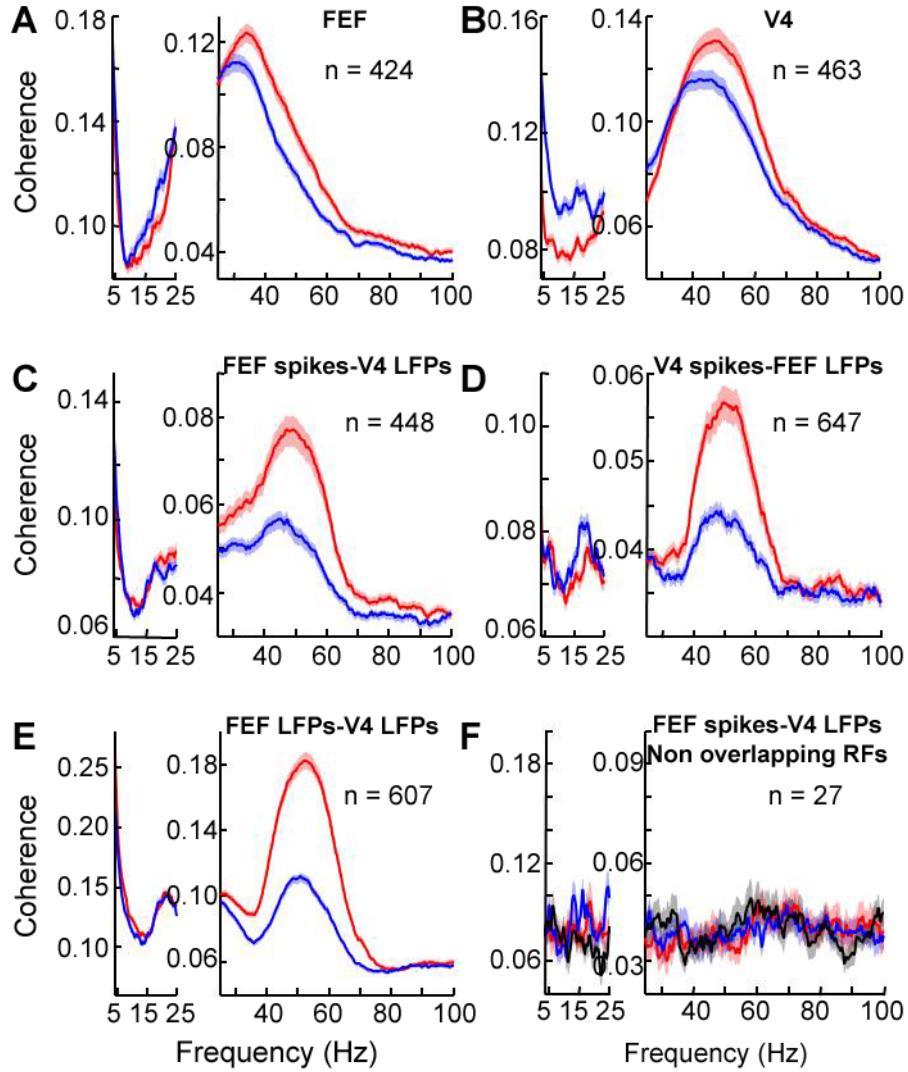 A
FEF
n = 424
Coherence
0.18
0.14
0.10
0.12
0.08
0.04
5 15 25
40 60 80 100
B
V4
n = 463
0.16
0.12
0.08
0.14
0.10
0.06
5 15 25
40 60 80 100
C
FEF spikes-V4 LFPs
n = 448
Coherence
0.14
0.10
0.06
0.08
0.06
0.04
5 15 25
40 60 80 100
D
V4 spikes-FEF LFPs
n = 647
0.10
0.08
0.06
0.06
0.05
0.04
5 15 25
40 60 80 100
E
FEF LFPs-V4 LFPs
n = 607
Coherence
0.25
0.20
0.15
0.10
0.18
0.14
0.10
0.06
5 15 25
40 60 80 100
Frequency (Hz)
F
FEF spikes-V4 LFPs
Non overlapping RFs
n = 27
0.18
0.12
0.06
0.09
0.06
0.03
5 15 25
40 60 80 100
Frequency (Hz)